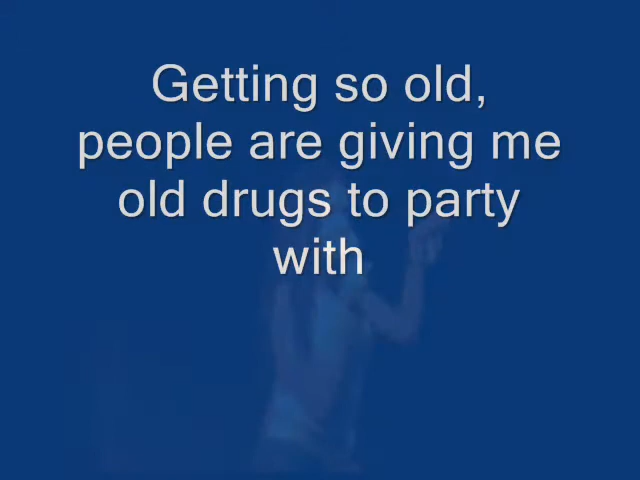 Getting so old,
people are giving me
old drugs to party
with